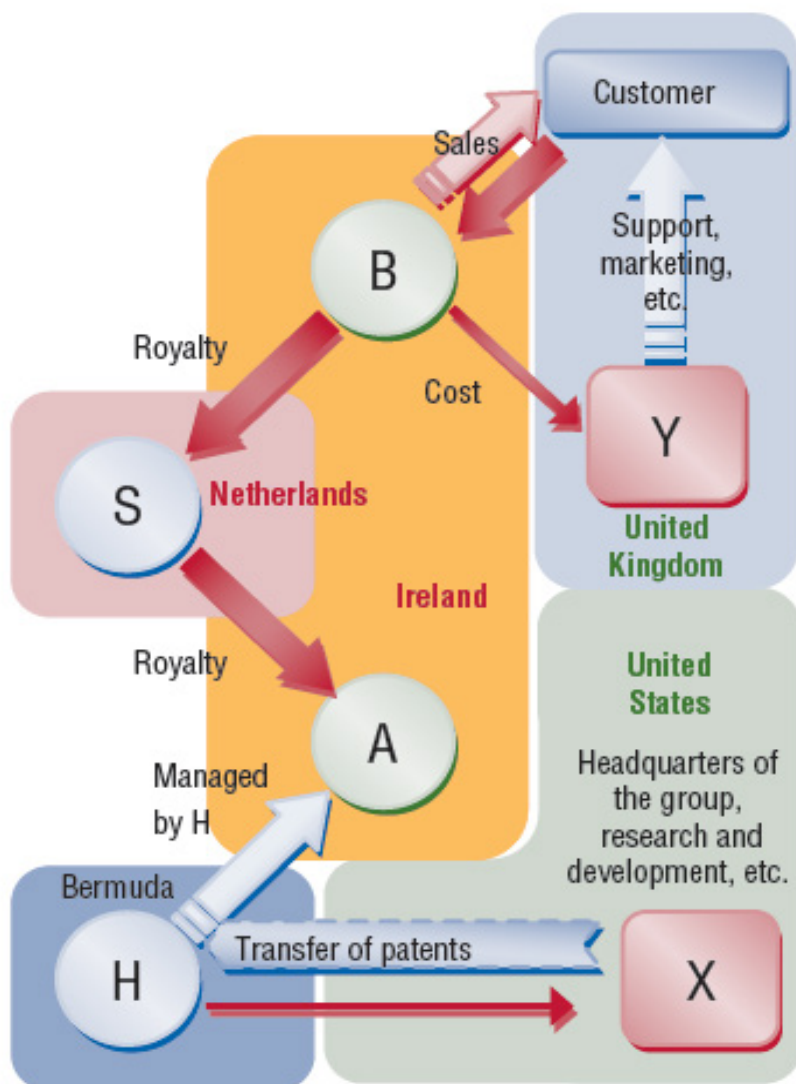 Customer
Sales
B
Support,
marketing,
etc.
Royalty
Cost
Y
S
Netherlands
United
Kingdom
Ireland
Royalty
United
States
A
Managed
by H
Headquarters of
the group,
research and
development, etc.
Bermuda
Transfer of patents
H
X